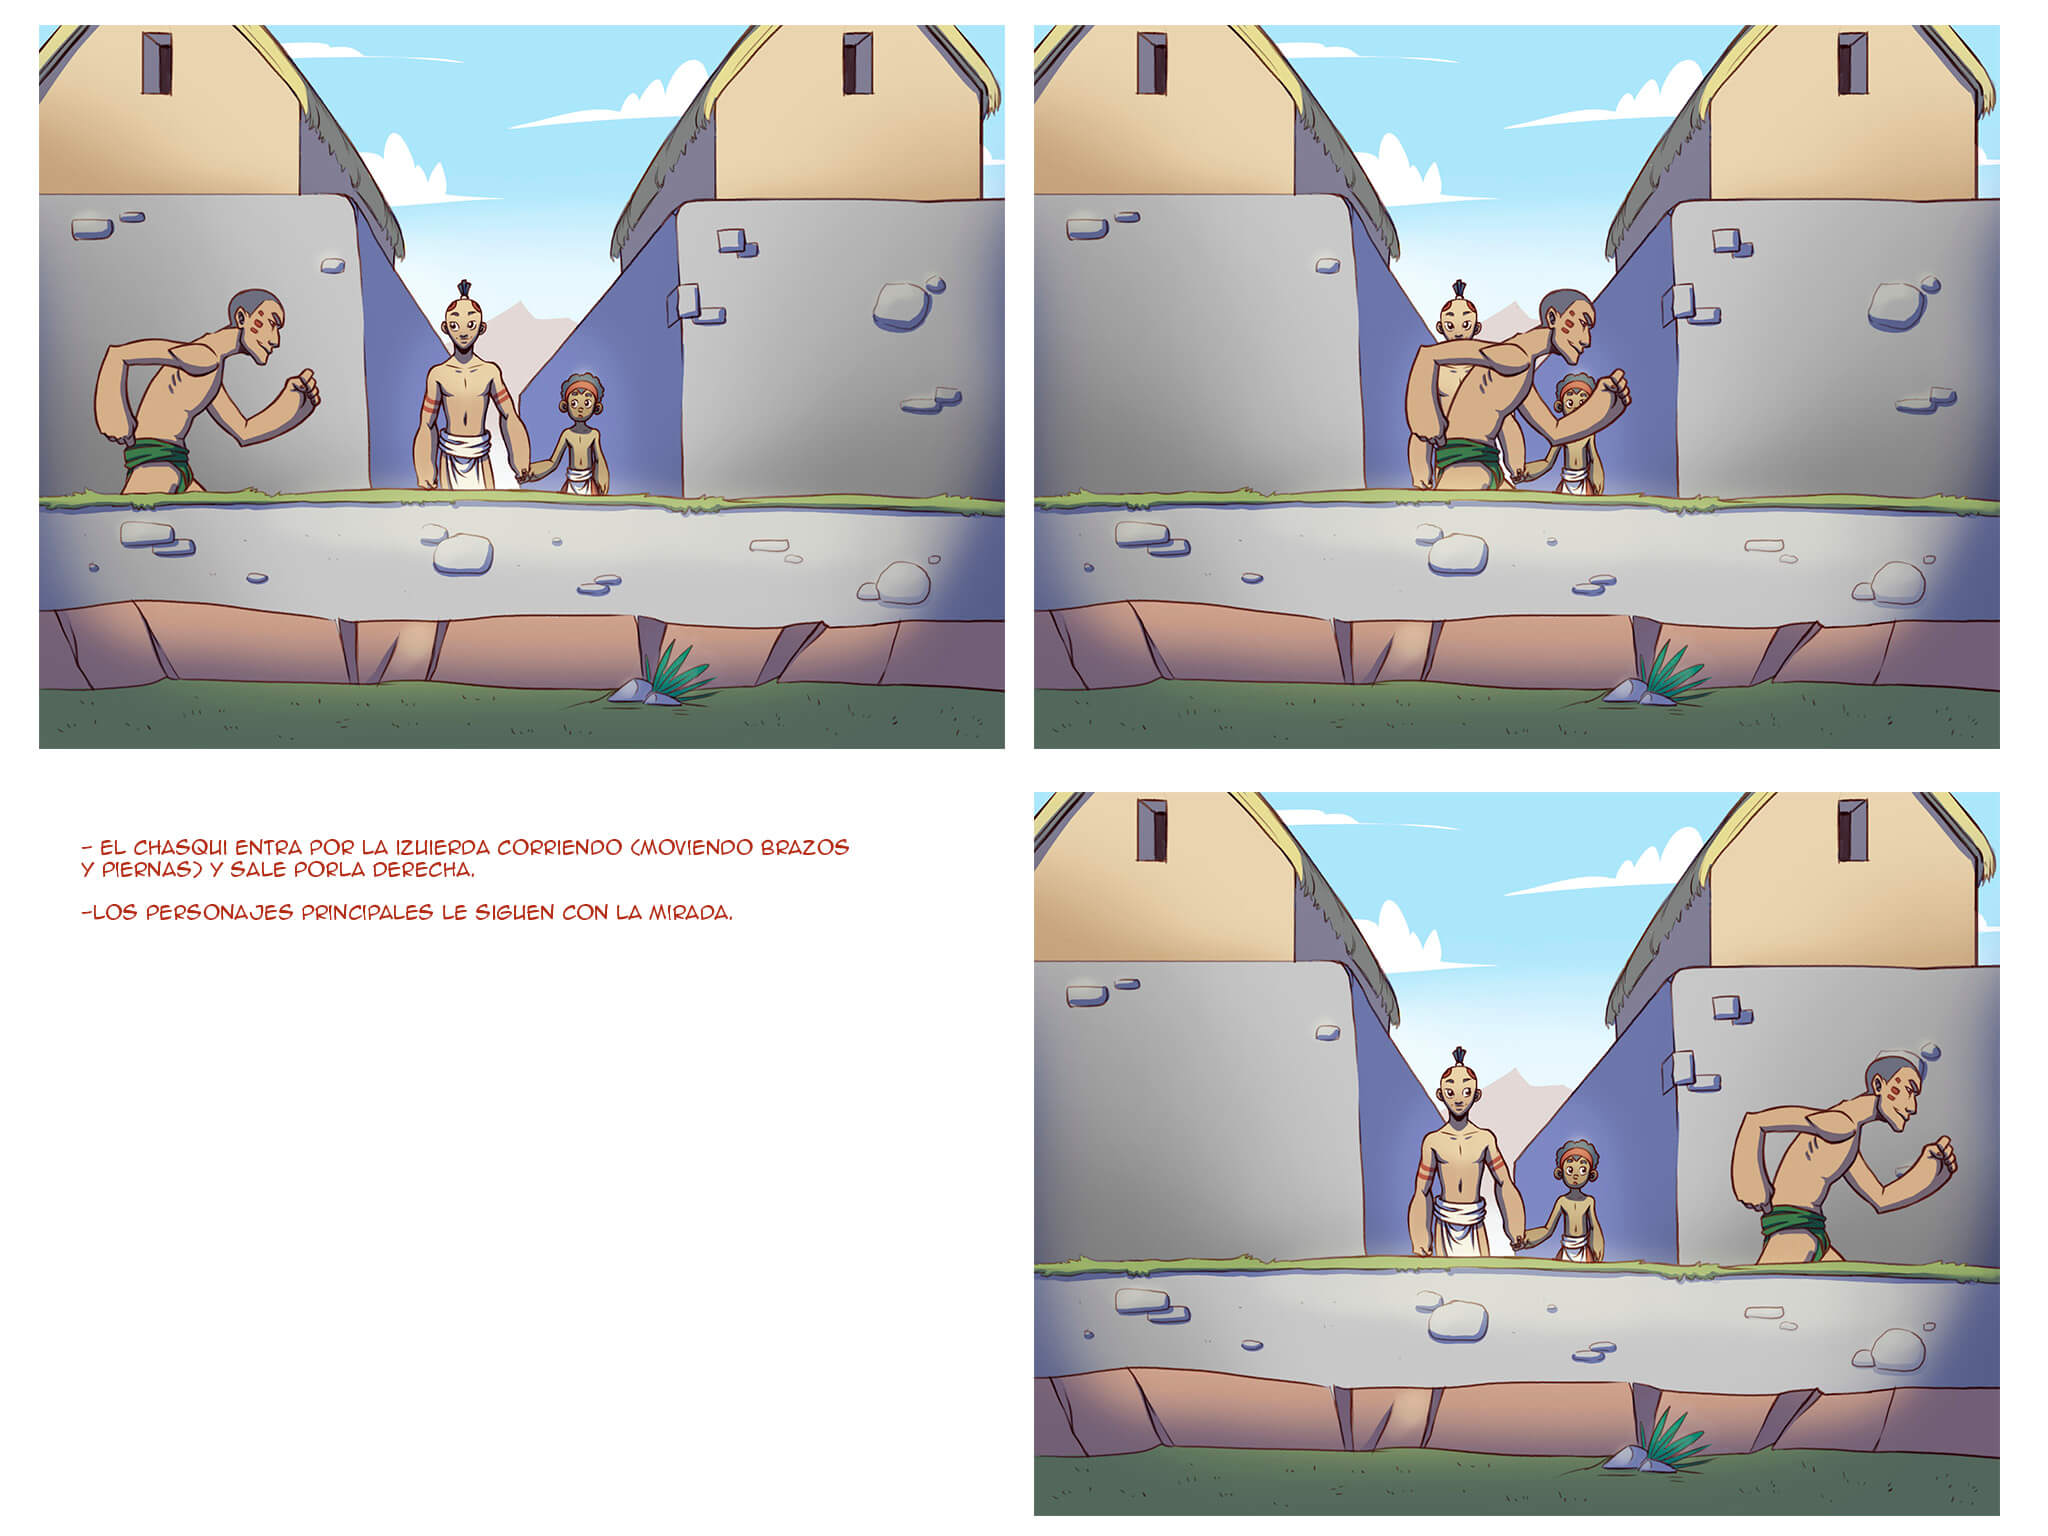 - EL CHASQUI ENTRA POR LA IZUIERDA CORRIENDO (MOVIENDO BRAZOS
Y PIERNAS) Y SALE PORLA DERECHA.
-LOS PERSONAJES PRINCIPALES LE SIGUEN CON LA MIRADA.